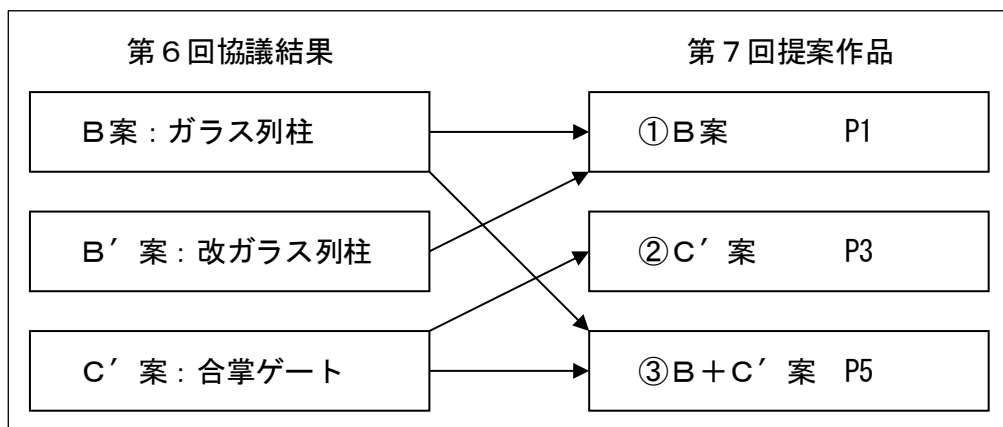 第６回協議結果
第７回提案作品
Ｂ案：ガラス列柱
①Ｂ案 P1
Ｂ′案：改ガラス列柱
②Ｃ′案 P3
Ｃ′案：合掌ゲート
③Ｂ＋Ｃ′案 P5